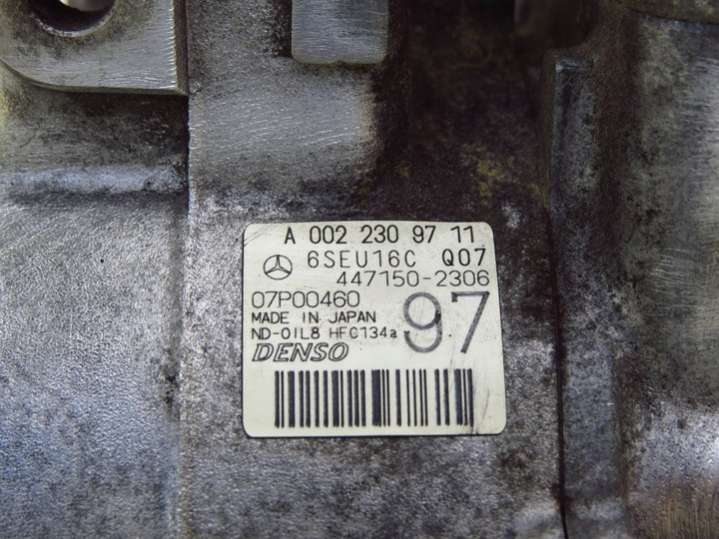 A 002 230 97 11
6SEU16C Q07
447150-2306
07P00460
MADE IN JAPAN
ND-OIL8 HFC134a
97
DENSO